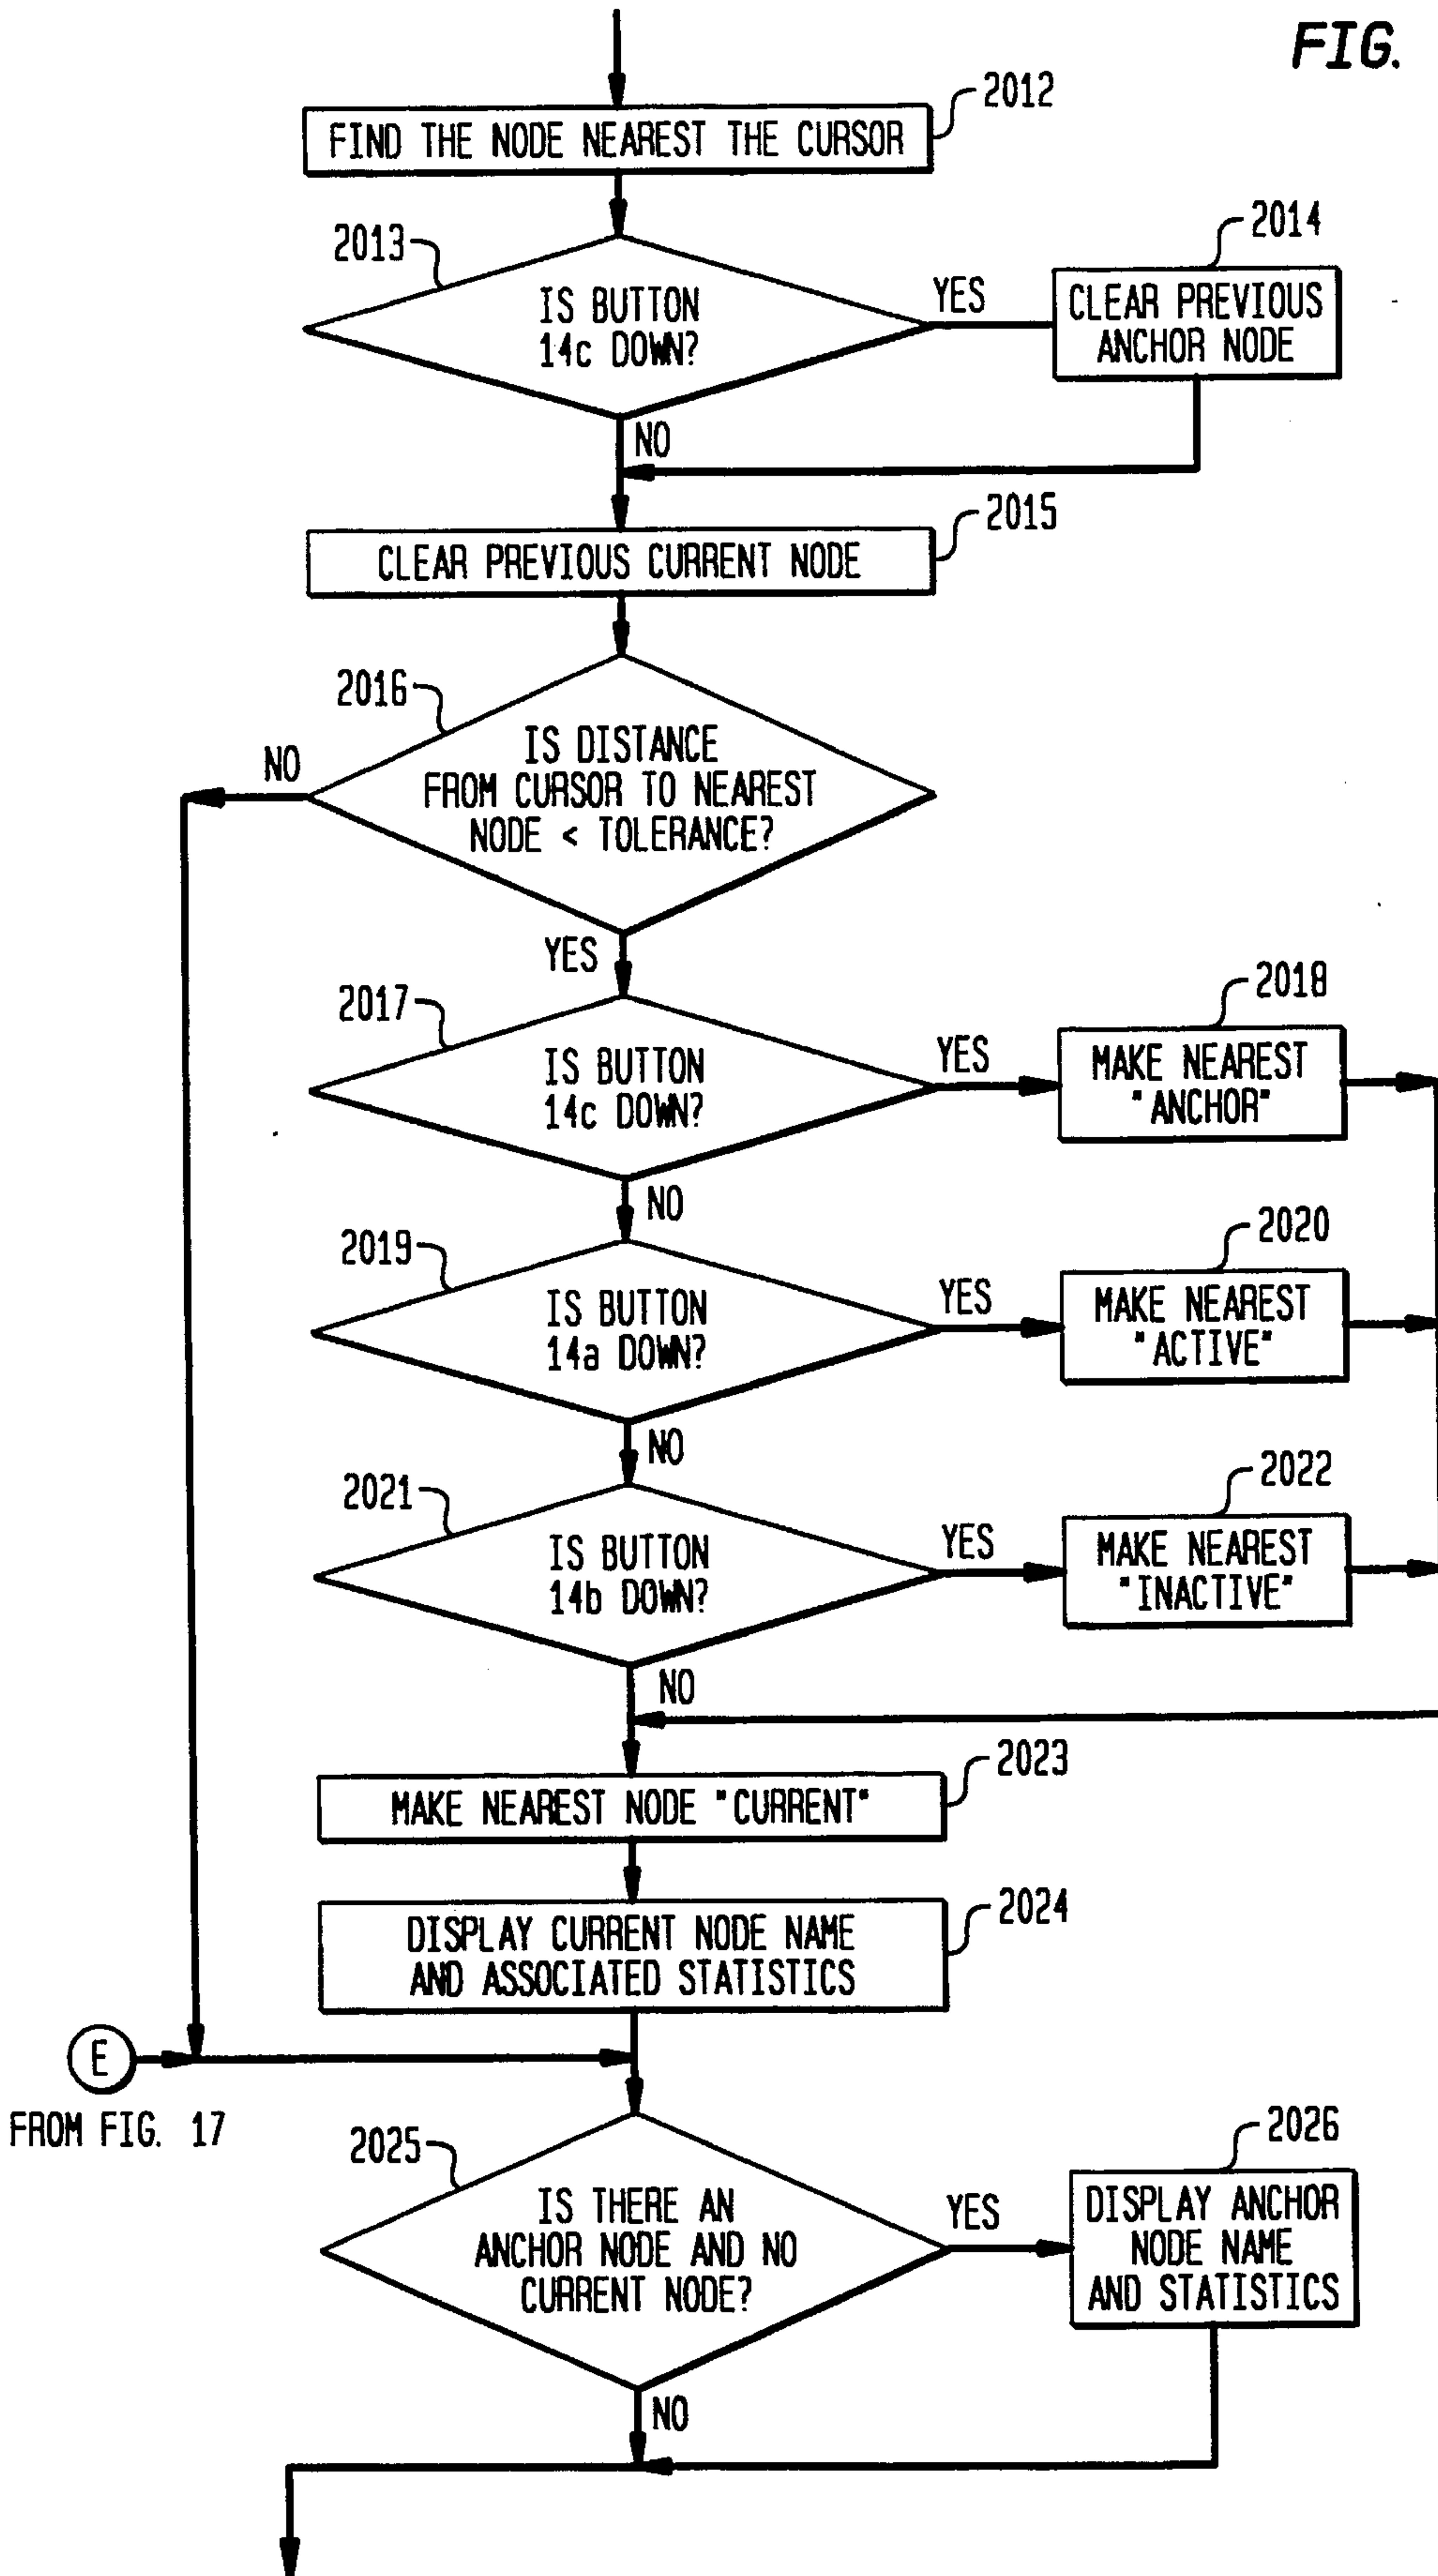 FIG.
2012
FIND THE NODE NEAREST THE CURSOR
2013
IS BUTTON
14c DOWN?
YES
2014
CLEAR PREVIOUS
ANCHOR NODE
NO
2015
CLEAR PREVIOUS CURRENT NODE
2016
IS DISTANCE
FROM CURSOR TO NEAREST
NODE < TOLERANCE?
NO
YES
2017
IS BUTTON
14c DOWN?
YES
2018
MAKE NEAREST
"ANCHOR"
NO
2019
IS BUTTON
14a DOWN?
YES
2020
MAKE NEAREST
"ACTIVE"
NO
2021
IS BUTTON
14b DOWN?
YES
2022
MAKE NEAREST
"INACTIVE"
NO
2023
MAKE NEAREST NODE "CURRENT"
2024
DISPLAY CURRENT NODE NAME
AND ASSOCIATED STATISTICS
E
FROM FIG. 17
2025
IS THERE AN
ANCHOR NODE AND NO
CURRENT NODE?
YES
2026
DISPLAY ANCHOR
NODE NAME
AND STATISTICS
NO